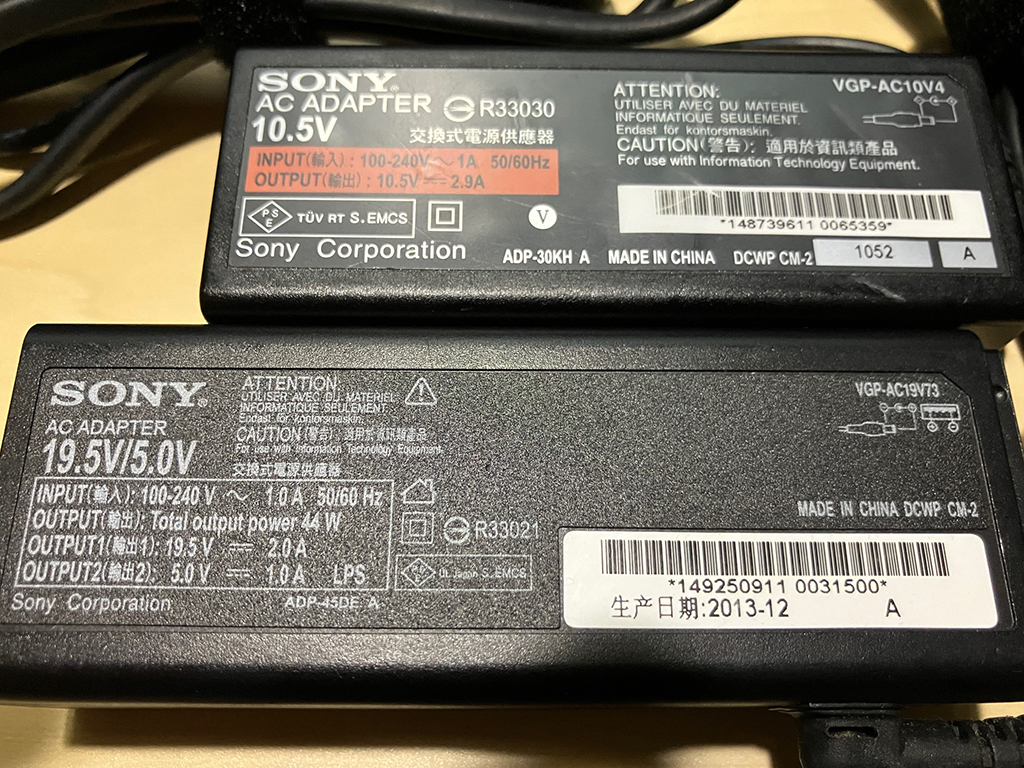 SONY
AC ADAPTER
10.5V
R33030
交換式電源供應器
INPUT(輸入) : 100-240V ~ 1A 50/60Hz
OUTPUT(輸出) : 10.5V ⎓ 2.9A
PSE TÜV RT S.EMCS
V
Sony Corporation
ATTENTION:
UTILISER AVEC DU MATERIEL
INFORMATIQUE SEULEMENT.
Endast för kontorsmaskin.
CAUTION(警告): 適用於資訊類產品
For use with Information Technology Equipment.
VGP-AC10V4
*148739611 0065359*
ADP-30KH A MADE IN CHINA DCWP CM-2 1052 A
SONY
AC ADAPTER
19.5V/5.0V
ATTENTION:
UTILISER AVEC DU MATERIEL
INFORMATIQUE SEULEMENT.
Endast för kontorsmaskin.
CAUTION(警告): 適用於資訊類產品
For use with Information Technology Equipment.
交換式電源供應器
INPUT(輸入): 100-240 V ~ 1.0 A 50/60 Hz
OUTPUT(輸出): Total output power 44 W
OUTPUT1(輸出1): 19.5 V ⎓ 2.0 A
OUTPUT2(輸出2): 5.0 V ⎓ 1.0 A LPS
R33021
UL Japan S.EMCS
Sony Corporation
ADP-45DE A
VGP-AC19V73
MADE IN CHINA DCWP CM-2
*149250911 0031500*
生产日期:2013-12 A